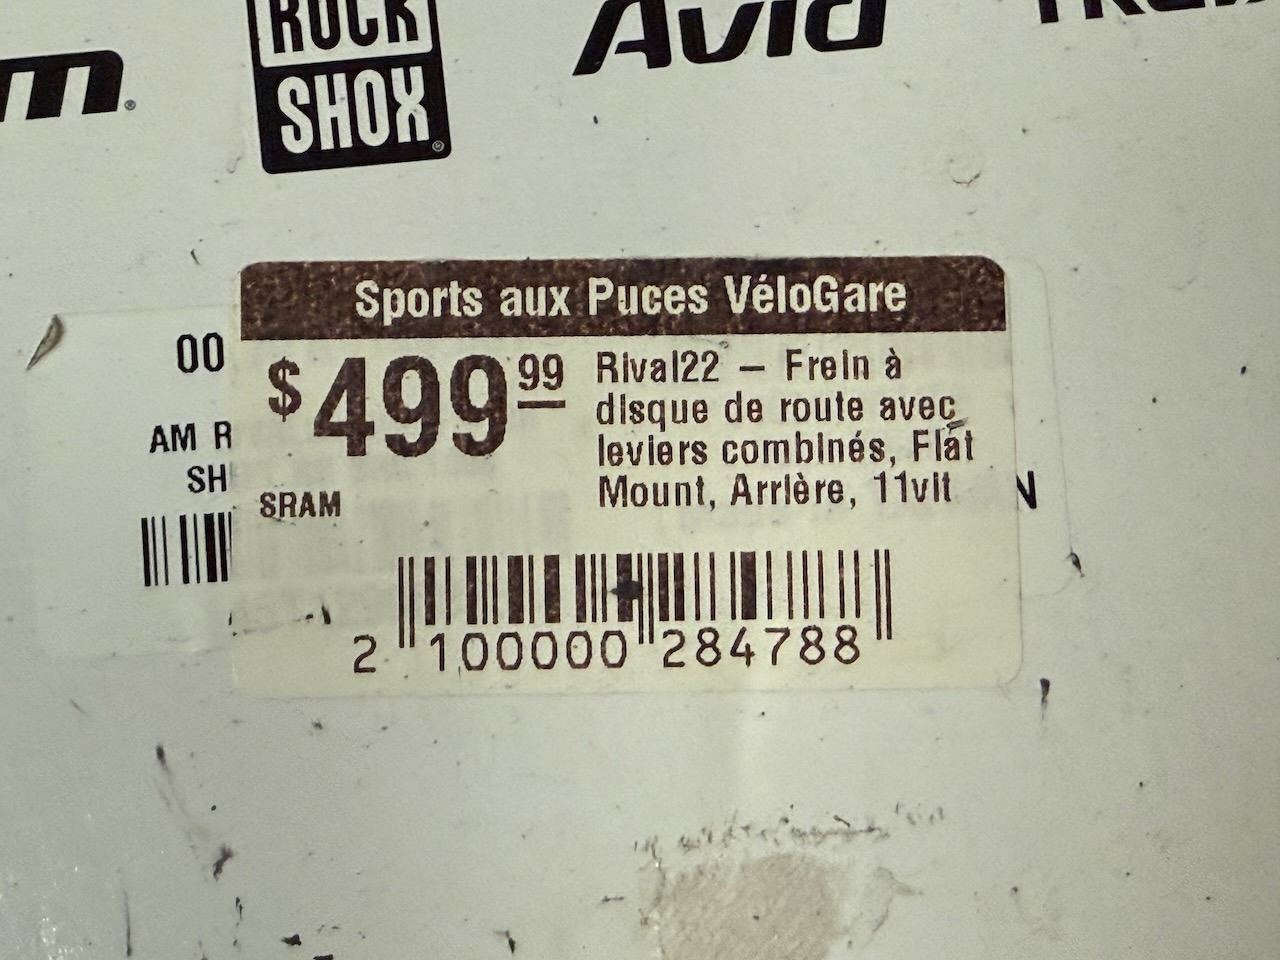 ROCK
SHOX
Avid
m
Sports aux Puces VéloGare
$499.99
Rival22 – Frein à
disque de route avec
leviers combinés, Flat
Mount, Arrière, 11vit
SRAM
2 100000 284788
00
AM R
SH
N